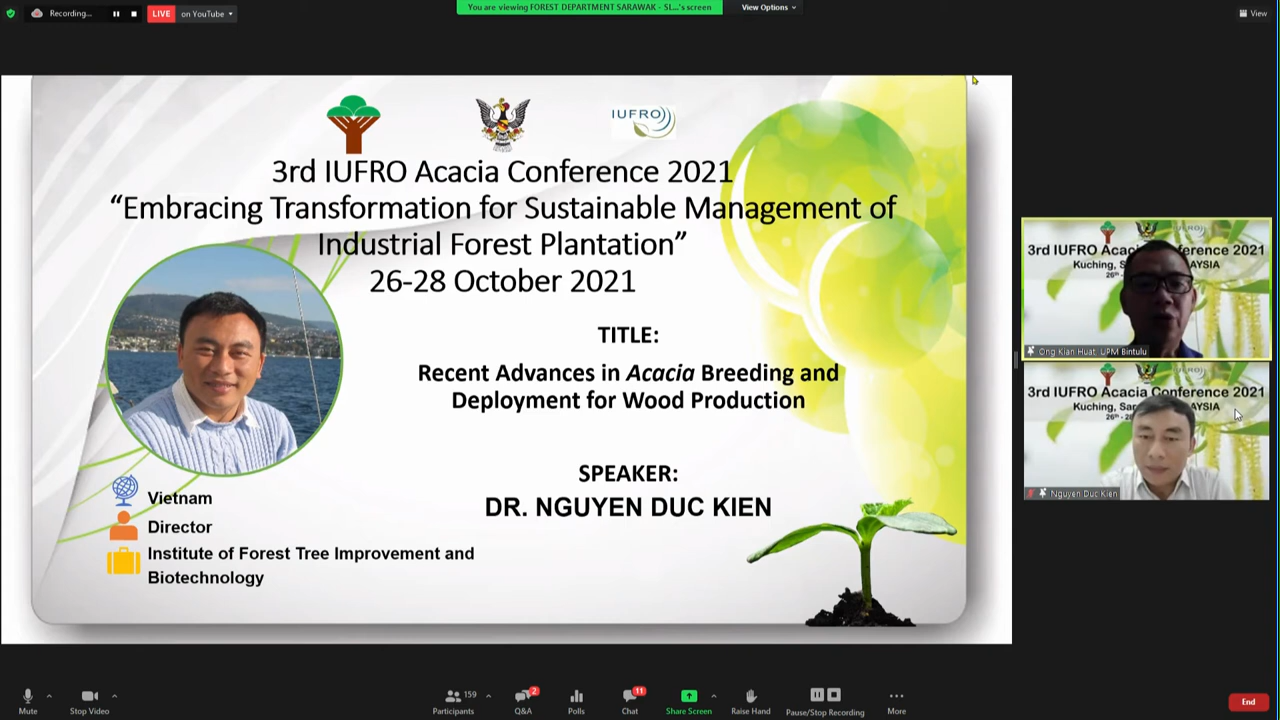 Recording...
LIVE
on YouTube
You are viewing FOREST DEPARTMENT SARAWAK - SL...'s screen
View Options
View
IUFRO
3rd IUFRO Acacia Conference 2021
“Embracing Transformation for Sustainable Management of
Industrial Forest Plantation”
26-28 October 2021
TITLE:
Recent Advances in Acacia Breeding and
Deployment for Wood Production
SPEAKER:
DR. NGUYEN DUC KIEN
Vietnam
Director
Institute of Forest Tree Improvement and
Biotechnology
3rd IUFRO Acacia Conference 2021
Kuching,
Ong Kian Huat, UPM Bintulu
3rd IUFRO Acacia Conference 2021
Kuching,
Nguyen Duc Kien
Mute
Stop Video
159
Participants
2
Q&A
Polls
11
Chat
Share Screen
Raise Hand
Pause/Stop Recording
More
End